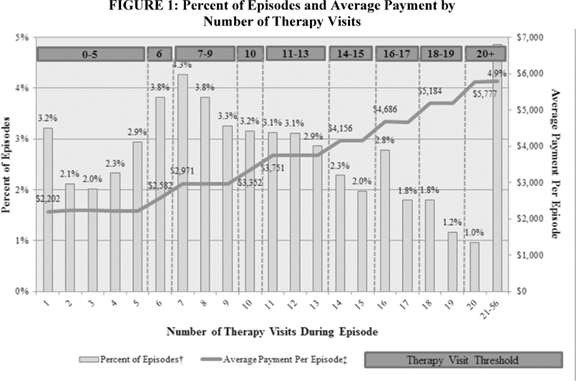 FIGURE 1: Percent of Episodes and Average Payment by
Number of Therapy Visits
5% $7,000
0-5 6 7-9 10 11-13 14-15 16-17 18-19 20+
4% $6,000
3% $5,000
2% $4,000
1% $3,000
0% $2,000
$1,000
$0
Percent of Episodes
Average Payment Per Episode
3.2% 2.1% 2.0% 2.3% 2.9% 3.8% 4.3% 3.8% 3.3% 3.2% 3.1% 3.1% 2.9% 2.3% 2.0% 2.8% 1.8% 1.8% 1.2% 1.0% 4.9%
$2,202 $2,582 $2,971 $3,352 $3,751 $4,156 $4,686 $5,184 $5,777
1 2 3 4 5 6 7 8 9 10 11 12 13 14 15 16 17 18 19 20 21-56
Number of Therapy Visits During Episode
Percent of Episodes† Average Payment Per Episode‡ Therapy Visit Threshold